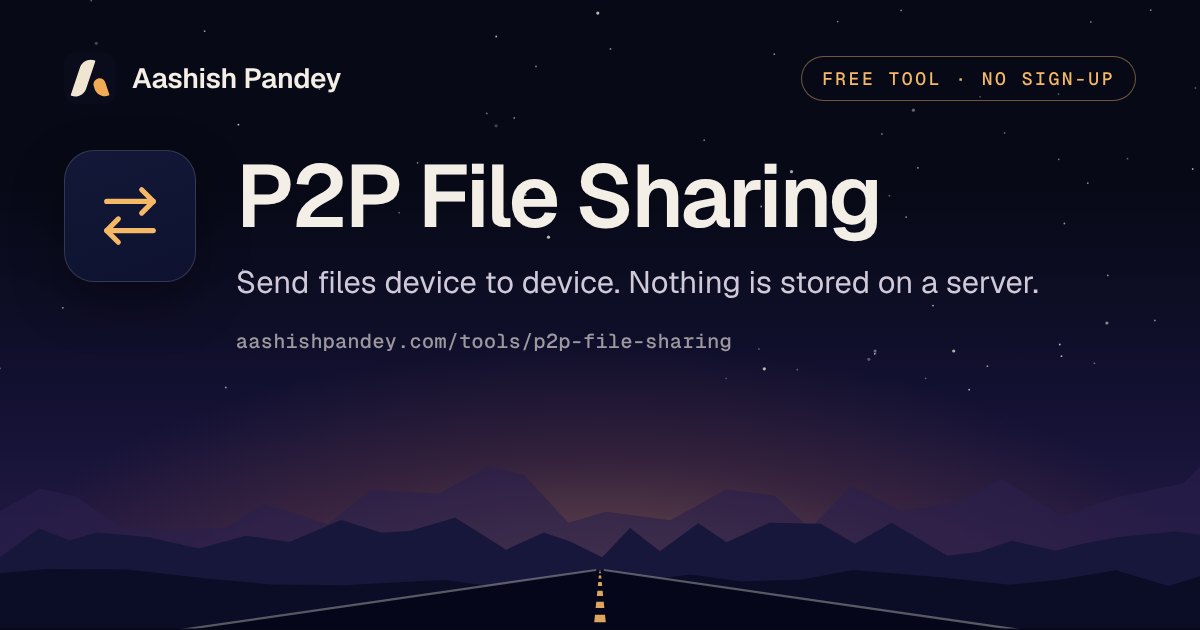 Aashish Pandey
FREE TOOL · NO SIGN-UP
P2P File Sharing
Send files device to device. Nothing is stored on a server.
aashishpandey.com/tools/p2p-file-sharing